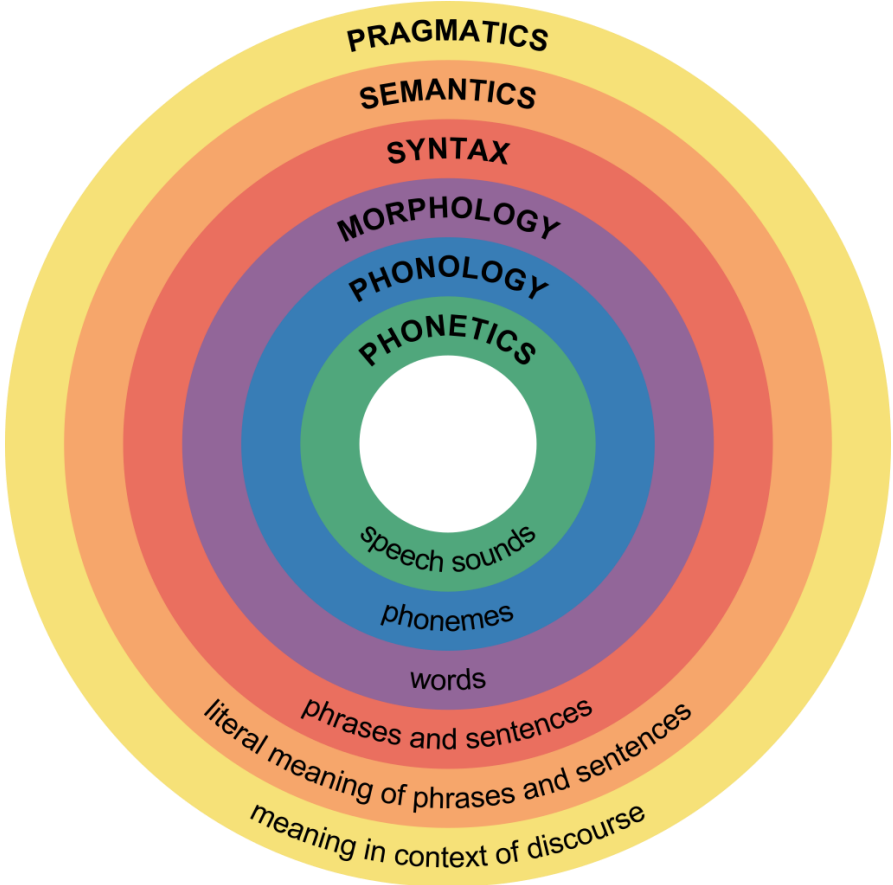 PRAGMATICS
SEMANTICS
SYNTAX
MORPHOLOGY
PHONOLOGY
PHONETICS
speech sounds
phonemes
words
phrases and sentences
literal meaning of phrases and sentences
meaning in context of discourse